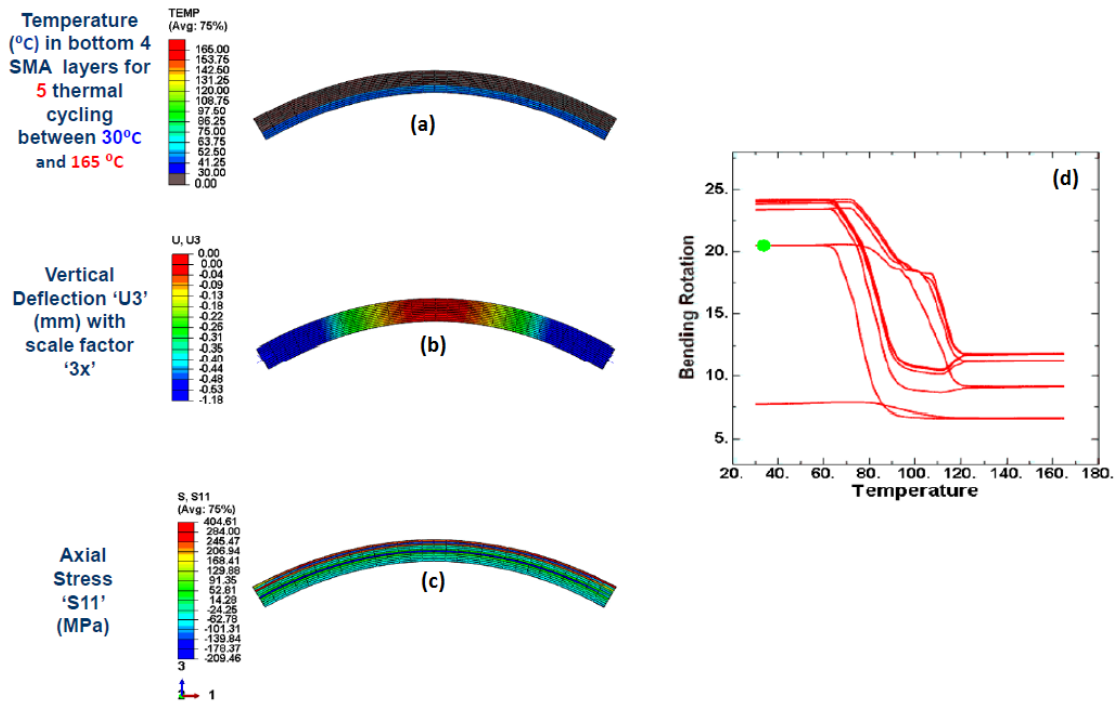 Temperature
(⁰C) in bottom 4
SMA layers for
5 thermal
cycling
between 30⁰C
and 165 ⁰C
TEMP
(Avg: 75%)
165.00
153.75
142.50
131.25
120.00
108.75
97.50
86.25
75.00
63.75
52.50
41.25
30.00
0.00
(a)
Vertical
Deflection ‘U3’
(mm) with
scale factor
‘3x’
U, U3
0.00
0.00
-0.04
-0.09
-0.13
-0.18
-0.22
-0.26
-0.31
-0.35
-0.40
-0.44
-0.48
-0.53
-1.18
(b)
Axial
Stress
‘S11’
(MPa)
S, S11
(Avg: 75%)
404.61
284.00
245.47
206.94
168.41
129.88
91.35
52.81
14.28
-24.25
-62.78
-101.31
-139.84
-178.37
-209.46
3
2
1
(c)
(d)
Bending Rotation
25.
20.
15.
10.
5.
20.
40.
60.
80.
100.
120.
140.
160.
180.
Temperature